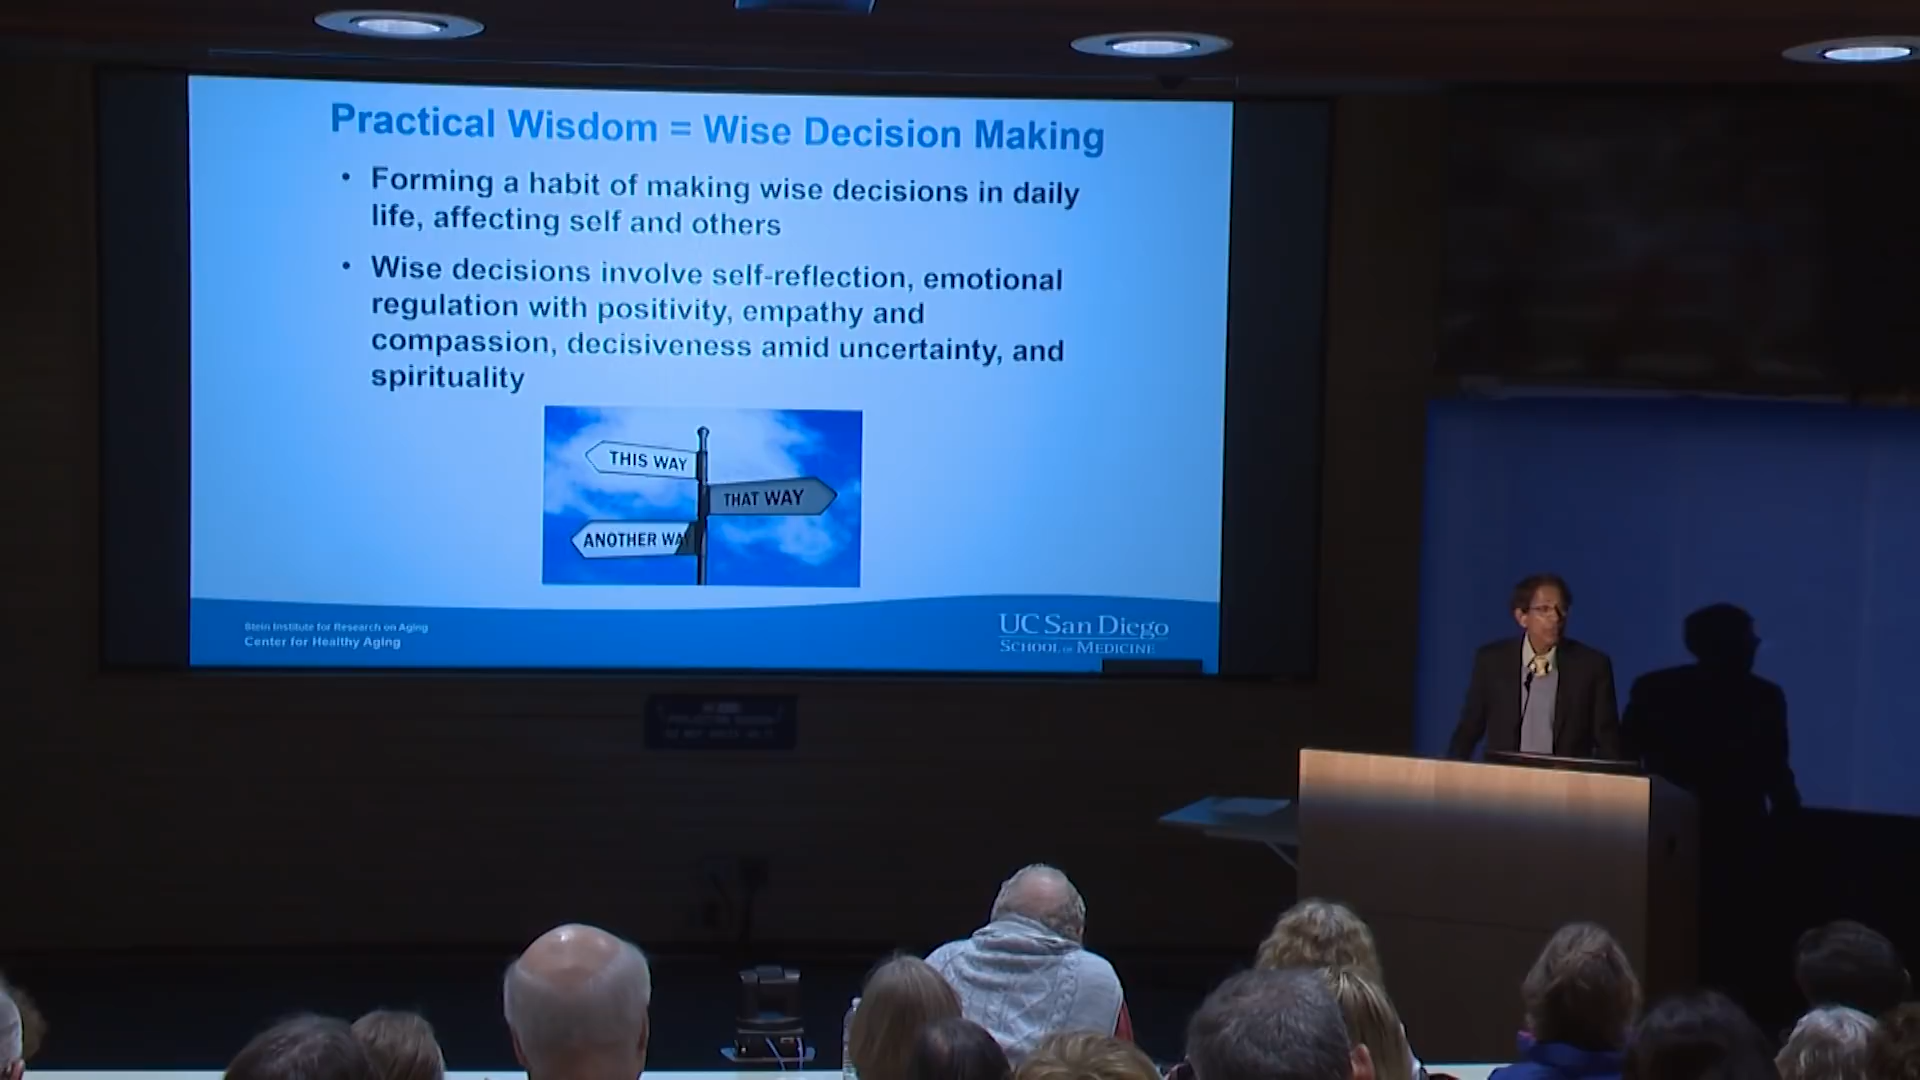 Practical Wisdom = Wise Decision Making
• Forming a habit of making wise decisions in daily
life, affecting self and others
• Wise decisions involve self-reflection, emotional
regulation with positivity, empathy and
compassion, decisiveness amid uncertainty, and
spirituality
THIS WAY
THAT WAY
ANOTHER WAY
Stein Institute for Research on Aging
Center for Healthy Aging
UC San Diego
SCHOOL OF MEDICINE